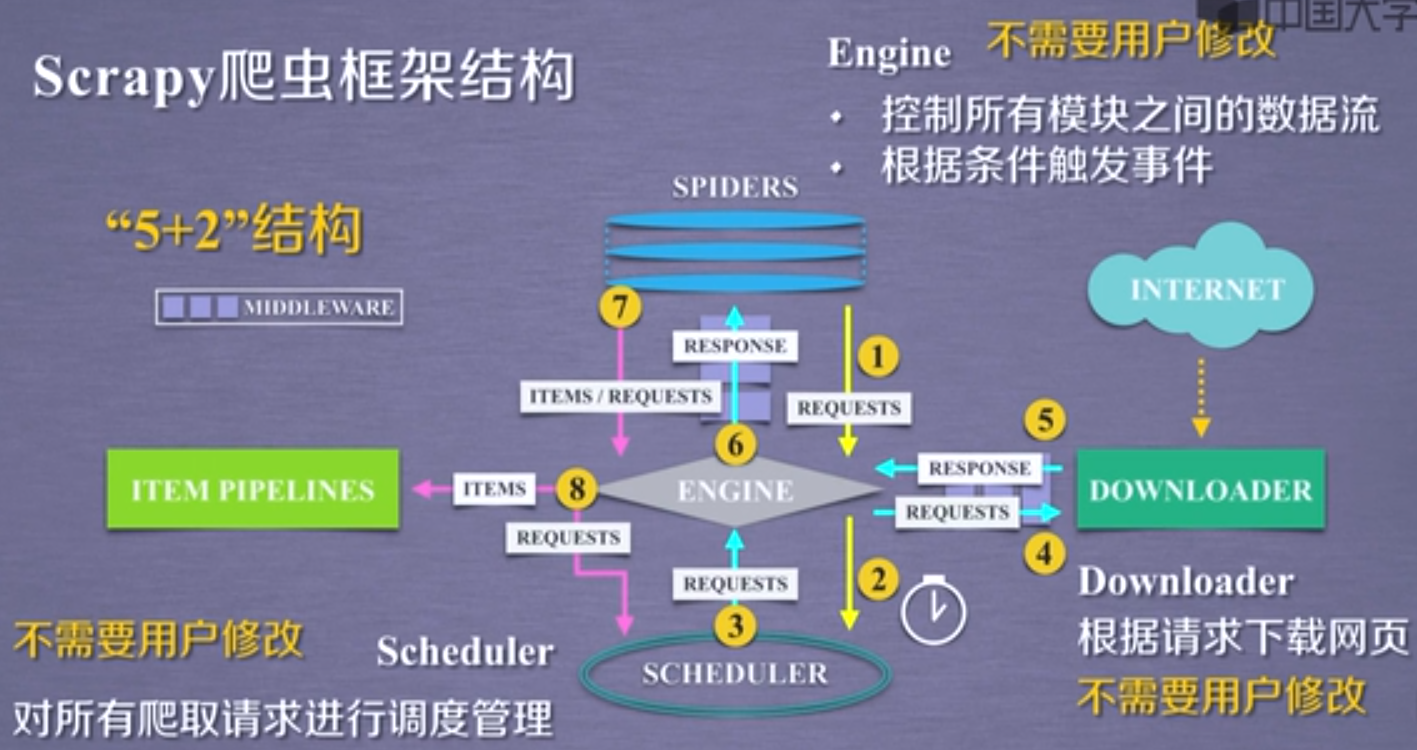 中国大学
Scrapy爬虫框架结构
Engine 不需要用户修改
• 控制所有模块之间的数据流
• 根据条件触发事件
SPIDERS
“5+2”结构
MIDDLEWARE
INTERNET
7
RESPONSE
1
ITEMS / REQUESTS
REQUESTS
5
6
RESPONSE
ITEM PIPELINES
ITEMS
8
ENGINE
DOWNLOADER
REQUESTS
REQUESTS
4
REQUESTS
2
3
Downloader
根据请求下载网页
不需要用户修改
不需要用户修改
Scheduler
SCHEDULER
对所有爬取请求进行调度管理